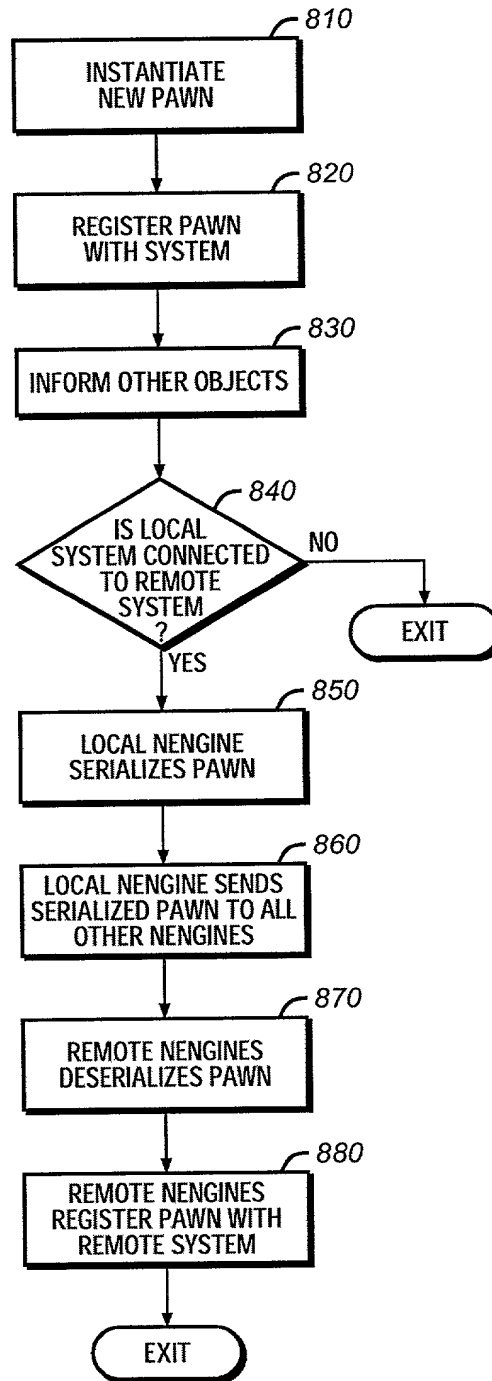 810
INSTANTIATE
NEW PAWN
820
REGISTER PAWN
WITH SYSTEM
830
INFORM OTHER OBJECTS
840
IS LOCAL
SYSTEM CONNECTED
TO REMOTE
SYSTEM
?
NO
EXIT
YES
850
LOCAL NENGINE
SERIALIZES PAWN
860
LOCAL NENGINE SENDS
SERIALIZED PAWN TO ALL
OTHER NENGINES
870
REMOTE NENGINES
DESERIALIZES PAWN
880
REMOTE NENGINES
REGISTER PAWN WITH
REMOTE SYSTEM
EXIT